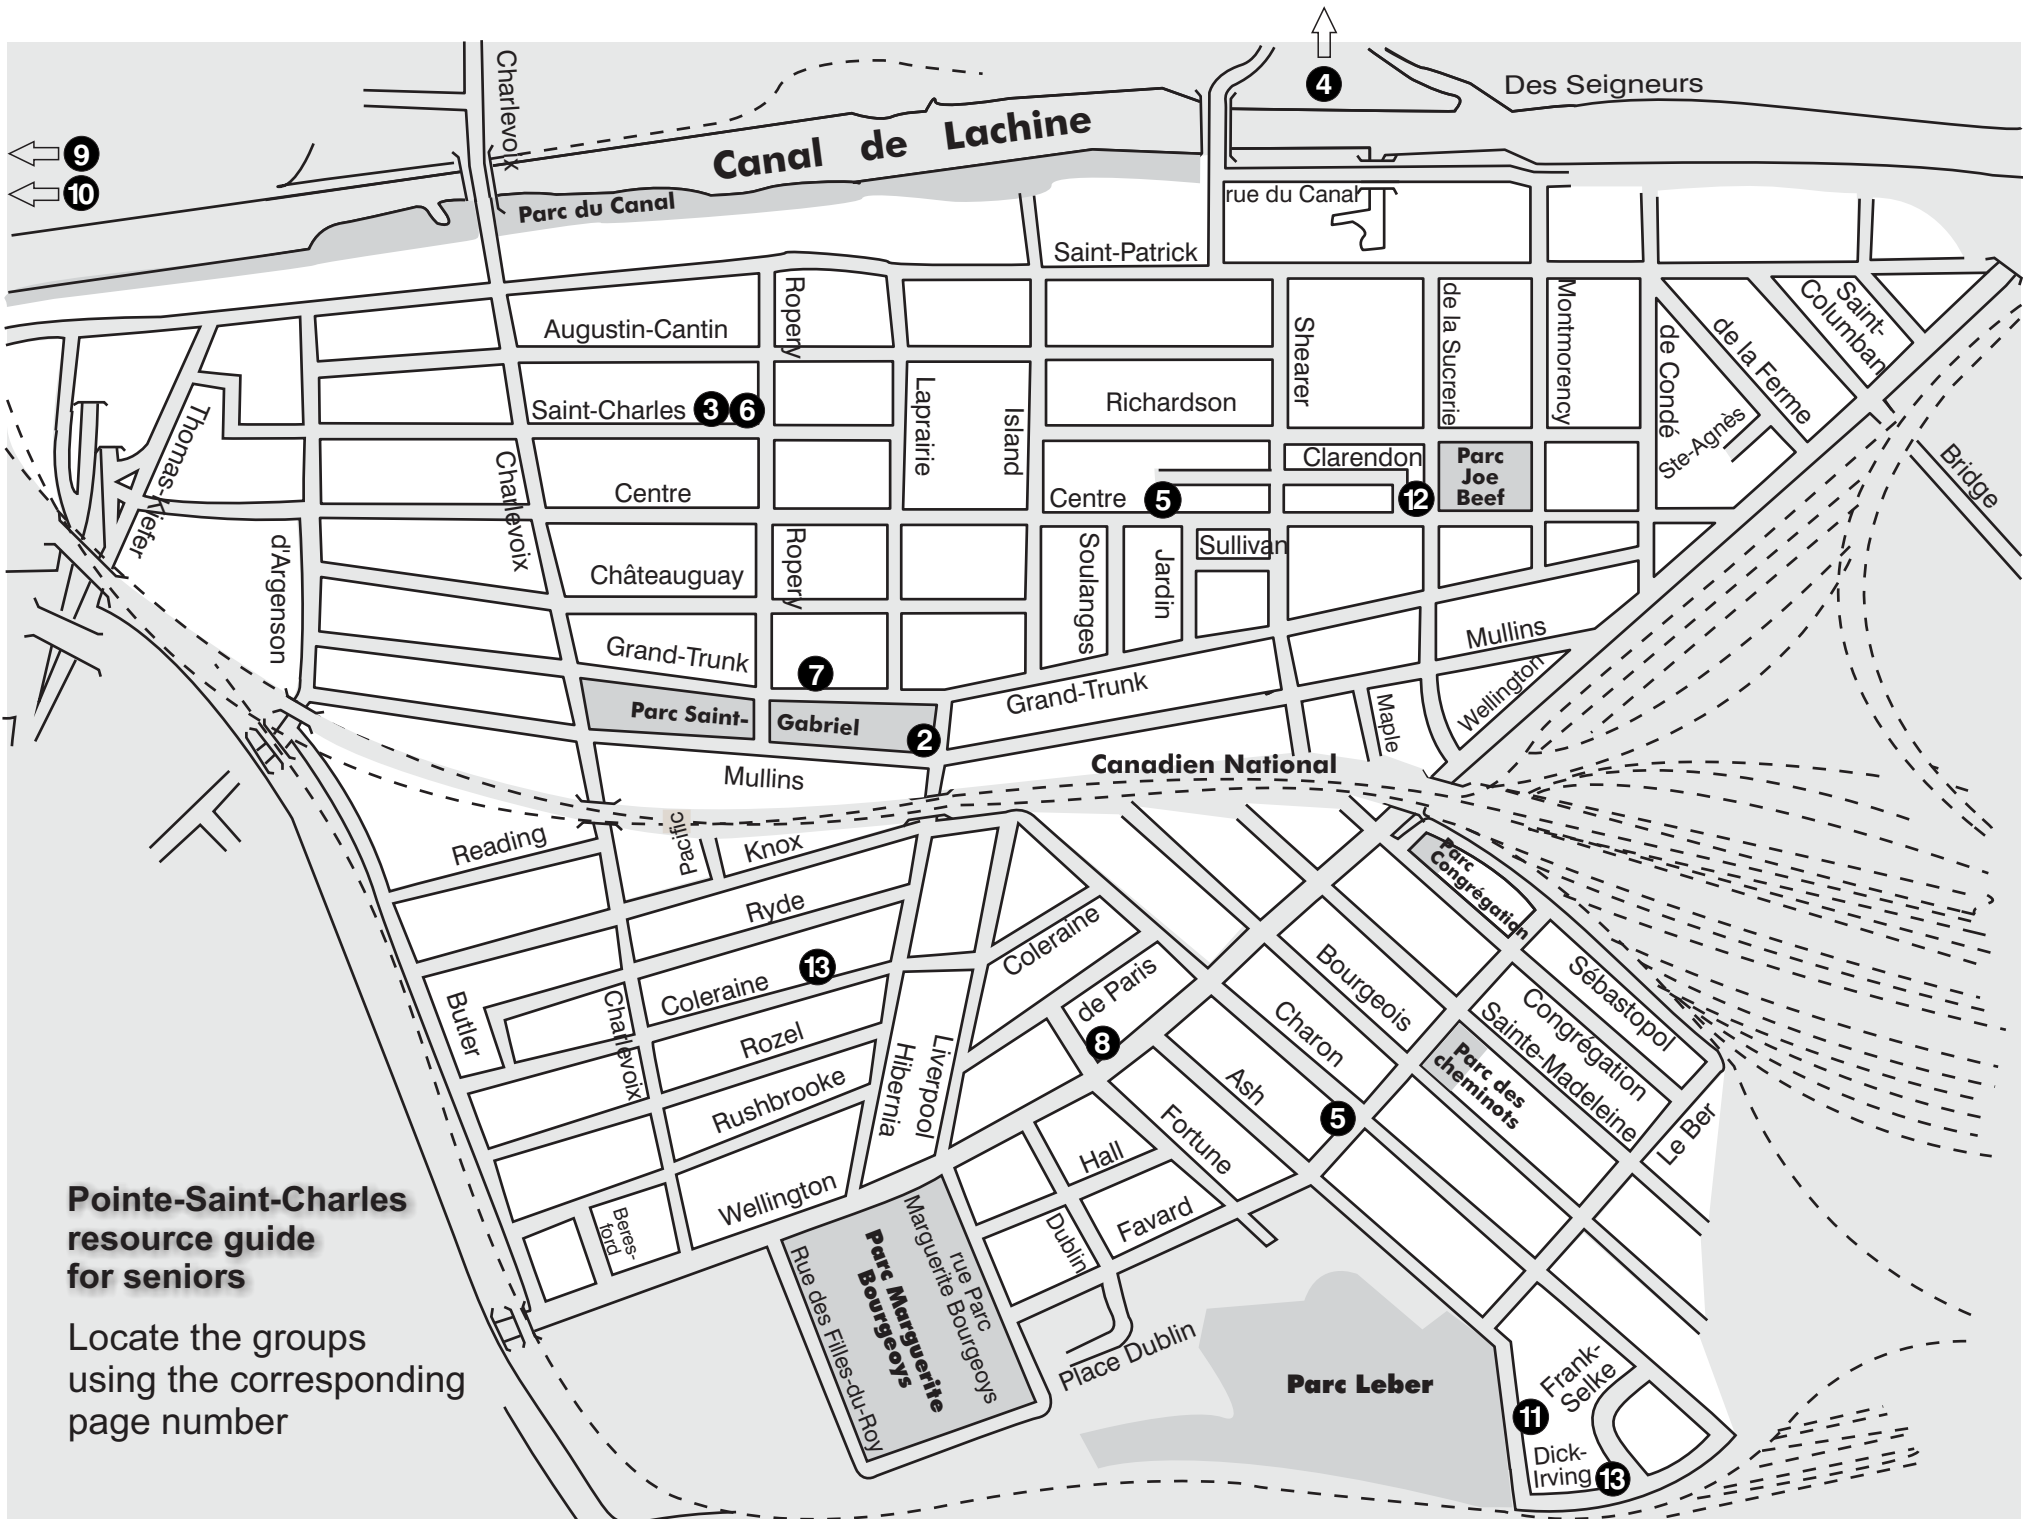 4
Des Seigneurs
Charlevoix
Canal de Lachine
9
10
rue du Canal
Parc du Canal
Saint-Patrick
Augustin-Cantin
Ropery
Shearer
de la Sucrerie
Montmorency
de Condé
de la Ferme
Saint-
Columban
Saint-Charles
3
6
Laprairie
Island
Richardson
Thomas-Kiefer
Charlevoix
Centre
Centre
5
Clarendon
12
Parc
Joe
Beef
Ste-Agnès
Bridge
d'Argenson
Châteauguay
Ropery
Soulanges
Jardin
Sullivan
Grand-Trunk
7
Mullins
Wellington
Parc Saint-
Gabriel
2
Grand-Trunk
Maple
Mullins
Canadien National
Reading
Pacific
Knox
Parc
Congrégation
Ryde
Coleraine
13
Coleraine
de Paris
8
Bourgeois
Charon
Ash
Fortune
5
Sébastopol
Congrégation
Sainte-Madeleine
Parc des
cheminots
Le Ber
Butler
Charlevoix
Rozel
Rushbrooke
Hibernia
Liverpool
Hall
Favard
Dublin
Wellington
Beres-
ford
Rue des Filles-du-Roy
Parc Marguerite
Bourgeoys
rue Parc
Marguerite Bourgeoys
Place Dublin
Parc Leber
Frank-
Selke
11
Dick-
Irving
13
Pointe-Saint-Charles
resource guide
for seniors
Locate the groups
using the corresponding
page number